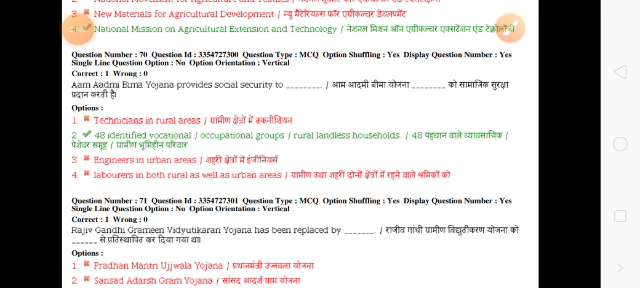 2. National Movement for Agriculture and Textiles /
3. New Materials for Agricultural Development / न्यू मैटेरियल्स फॉर एग्रीकल्चर डेवलपमेंट
4. National Mission on Agricultural Extension and Technology / नेशनल मिशन ऑन एग्रीकल्चर एक्सटेंशन एंड टेक्नोलॉजी
Question Number : 70 Question Id : 3354727300 Question Type : MCQ Option Shuffling : Yes Display Question Number : Yes
Single Line Question Option : No Option Orientation : Vertical
Correct : 1 Wrong : 0
Aam Aadmi Bima Yojana provides social security to ________. / आम आदमी बीमा योजना ________ को सामाजिक सुरक्षा
प्रदान करती है।
Options :
1. Technicians in rural areas / ग्रामीण क्षेत्रों में तकनीशियन
2. 48 identified vocational / occupational groups / rural landless households. / 48 पहचान वाले व्यावसायिक /
पेशेवर समूह / ग्रामीण भूमिहीन परिवार
3. Engineers in urban areas / शहरी क्षेत्रों में इंजीनियर्स
4. labourers in both rural as well as urban areas / ग्रामीण तथा शहरी दोनों क्षेत्रों में रहने वाले श्रमिकों को
Question Number : 71 Question Id : 3354727301 Question Type : MCQ Option Shuffling : Yes Display Question Number : Yes
Single Line Question Option : No Option Orientation : Vertical
Correct : 1 Wrong : 0
Rajiv Gandhi Grameen Vidyutikaran Yojana has been replaced by _______. / राजीव गांधी ग्रामीण विद्युतीकरण योजना को
______ से प्रतिस्थापित कर दिया गया था।
Options :
1. Pradhan Mantri Ujjwala Yojana / प्रधानमंत्री उज्जवला योजना
2. Sansad Adarsh Gram Yojana / सांसद आदर्श ग्राम योजना